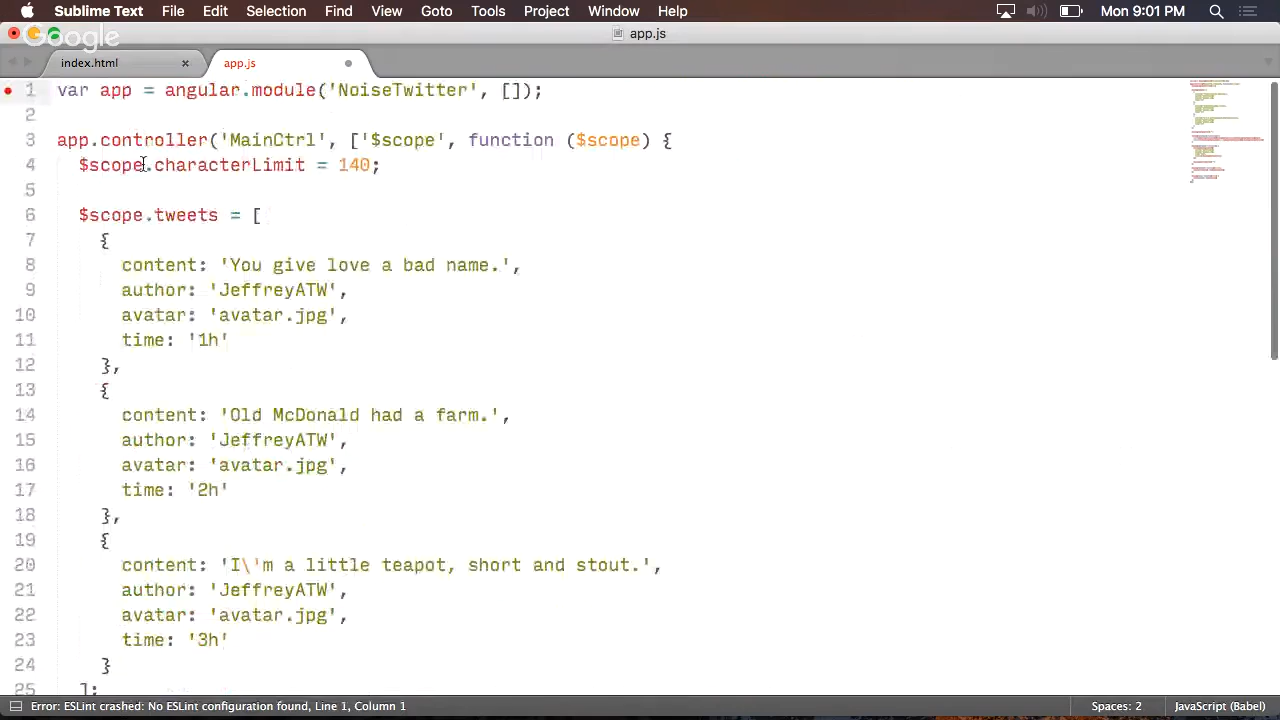 Sublime Text File Edit Selection Find View Goto Tools Project Window Help Mon 9:01 PM
Google
app.js
index.html × app.js
1 var app = angular.module('NoiseTwitter', []);
2
3 app.controller('MainCtrl', ['$scope', function ($scope) {
4 $scope.characterLimit = 140;
5
6 $scope.tweets = [
7 {
8 content: 'You give love a bad name.',
9 author: 'JeffreyATW',
10 avatar: 'avatar.jpg',
11 time: '1h'
12 },
13 {
14 content: 'Old McDonald had a farm.',
15 author: 'JeffreyATW',
16 avatar: 'avatar.jpg',
17 time: '2h'
18 },
19 {
20 content: 'I\'m a little teapot, short and stout.',
21 author: 'JeffreyATW',
22 avatar: 'avatar.jpg',
23 time: '3h'
24 }
25 ];
Error: ESLint crashed: No ESLint configuration found, Line 1, Column 1 Spaces: 2 JavaScript (Babel)